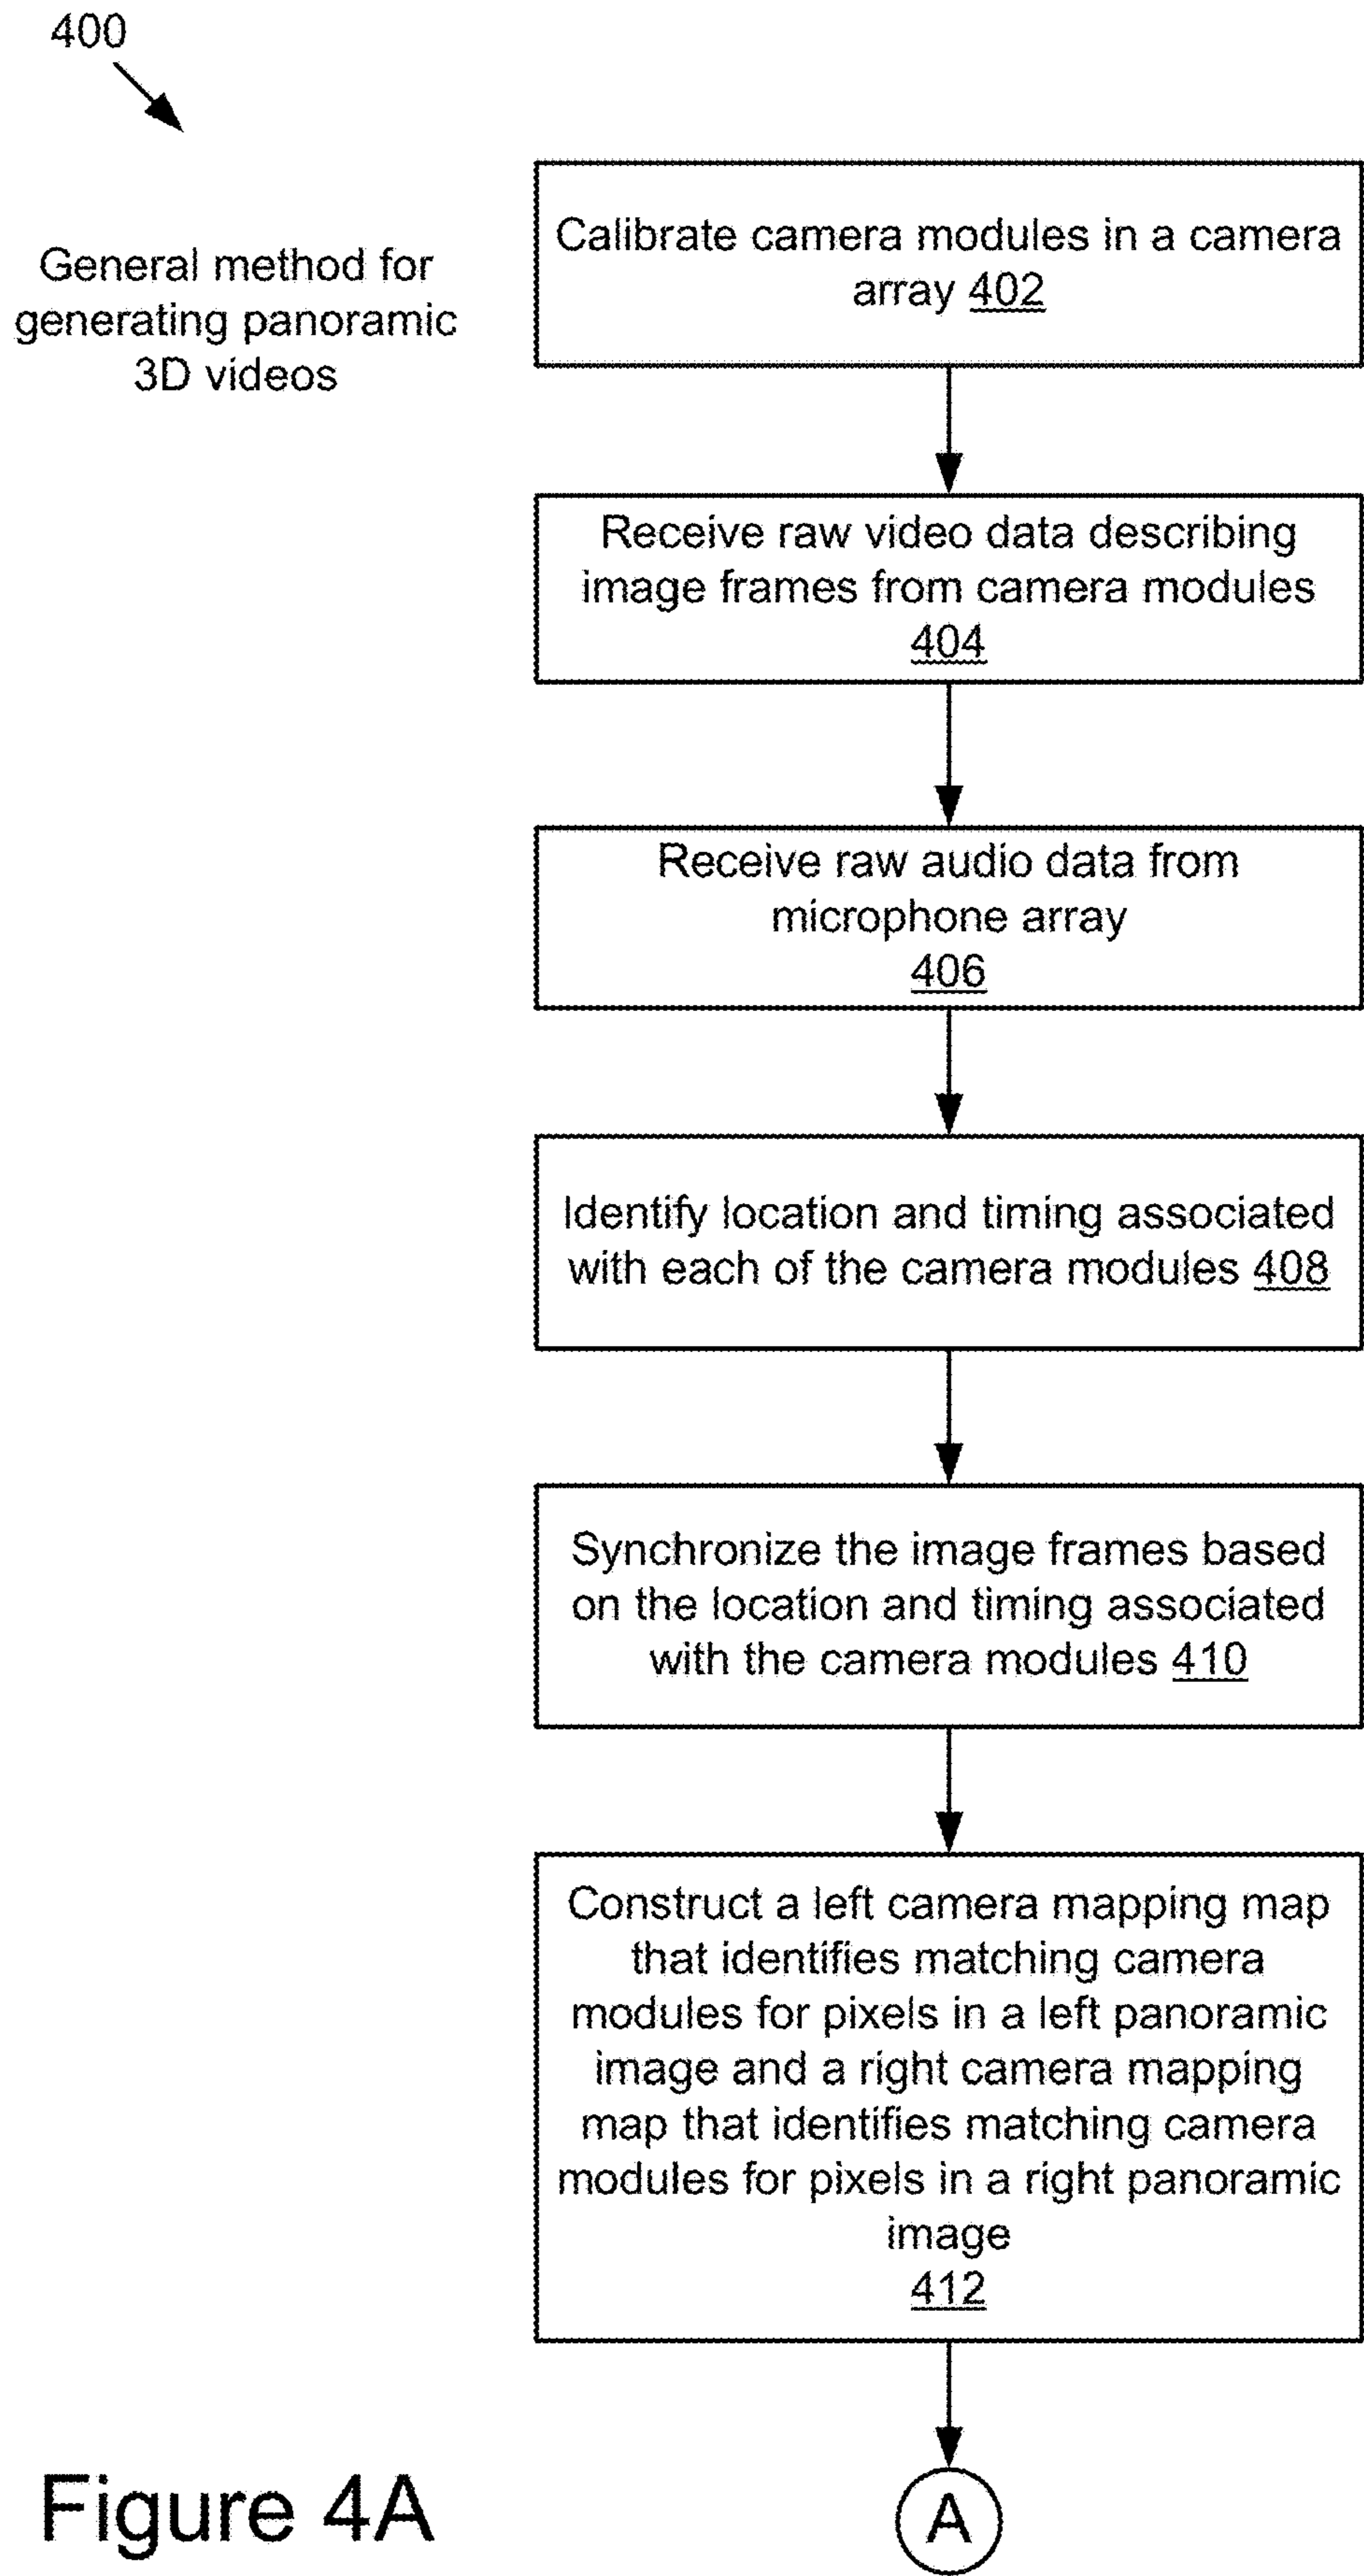 400
General method for
generating panoramic
3D videos
Calibrate camera modules in a camera
array 402
Receive raw video data describing
image frames from camera modules
404
Receive raw audio data from
microphone array
406
Identify location and timing associated
with each of the camera modules 408
Synchronize the image frames based
on the location and timing associated
with the camera modules 410
Construct a left camera mapping map
that identifies matching camera
modules for pixels in a left panoramic
image and a right camera mapping
map that identifies matching camera
modules for pixels in a right panoramic
image
412
A
Figure 4A